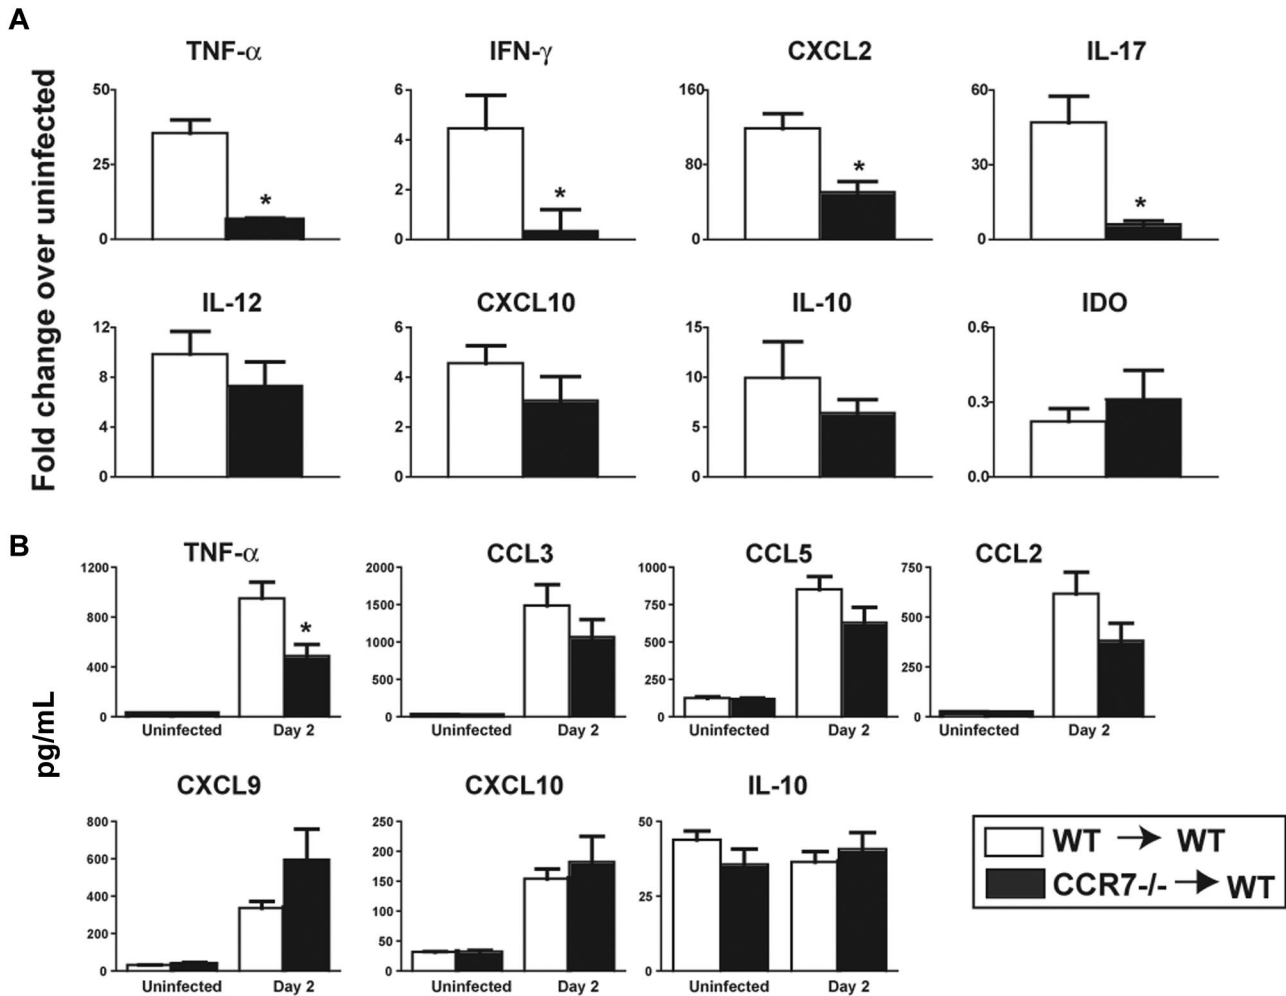 A
Fold change over uninfected
TNF-α
IFN-γ
CXCL2
IL-17
50
25
0
*
6
4
2
0
*
160
80
0
*
60
30
0
*
IL-12
CXCL10
IL-10
IDO
12
8
4
0
6
4
2
0
15
10
5
0
0.6
0.3
0.0
B
pg/mL
TNF-α
CCL3
CCL5
CCL2
1200
800
400
0
*
Uninfected Day 2
2000
1500
1000
500
0
Uninfected Day 2
1000
750
500
250
0
Uninfected Day 2
750
500
250
0
Uninfected Day 2
CXCL9
CXCL10
IL-10
800
600
400
200
0
Uninfected Day 2
250
200
150
100
50
0
Uninfected Day 2
50
25
0
Uninfected Day 2
WT → WT
CCR7-/- → WT